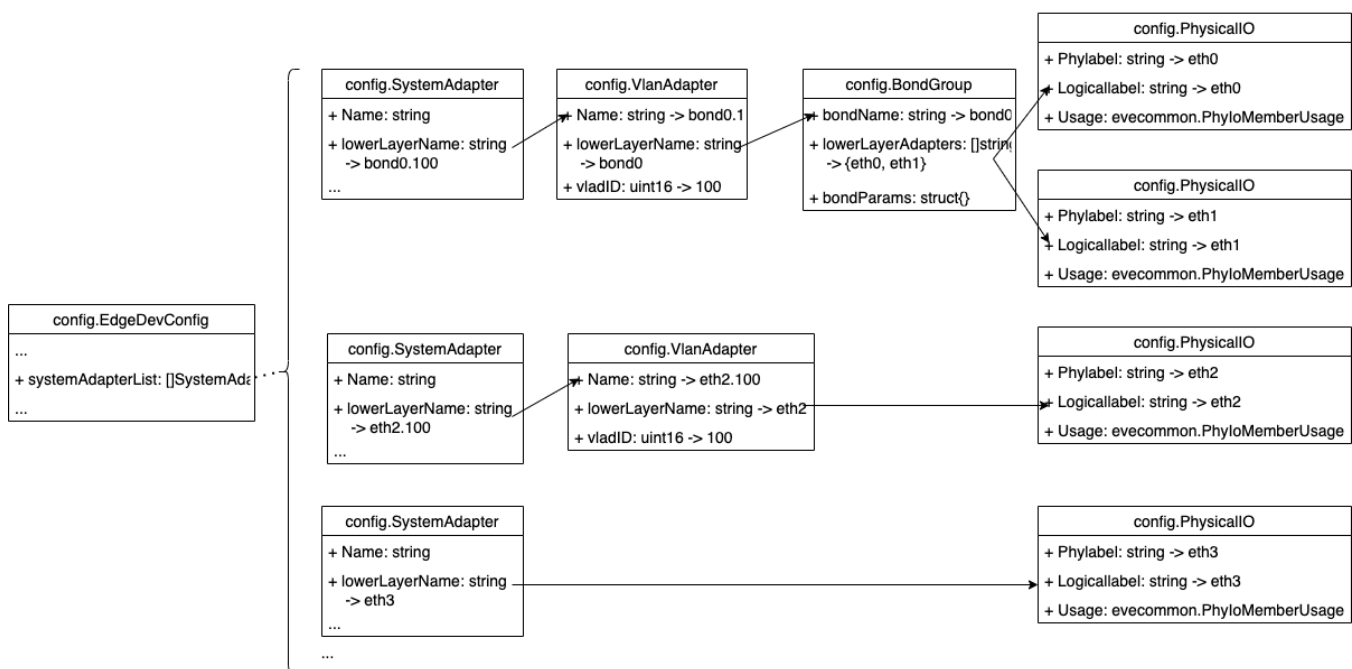 config.EdgeDevConfig
...
+ systemAdapterList: []SystemAda
...
config.SystemAdapter
+ Name: string
+ lowerLayerName: string
-> bond0.100
...
config.VlanAdapter
+ Name: string -> bond0.1
+ lowerLayerName: string
-> bond0
+ vladID: uint16 -> 100
config.BondGroup
+ bondName: string -> bond0
+ lowerLayerAdapters: []string
-> {eth0, eth1}
+ bondParams: struct{}
config.PhysicalIO
+ Phylabel: string -> eth0
+ Logicallabel: string -> eth0
+ Usage: evecommon.PhyIoMemberUsage
config.PhysicalIO
+ Phylabel: string -> eth1
+ Logicallabel: string -> eth1
+ Usage: evecommon.PhyIoMemberUsage
config.SystemAdapter
+ Name: string
+ lowerLayerName: string
-> eth2.100
...
config.VlanAdapter
+ Name: string -> eth2.100
+ lowerLayerName: string -> eth2
+ vladID: uint16 -> 100
config.PhysicalIO
+ Phylabel: string -> eth2
+ Logicallabel: string -> eth2
+ Usage: evecommon.PhyIoMemberUsage
config.SystemAdapter
+ Name: string
+ lowerLayerName: string
-> eth3
...
config.PhysicalIO
+ Phylabel: string -> eth3
+ Logicallabel: string -> eth3
+ Usage: evecommon.PhyIoMemberUsage
...